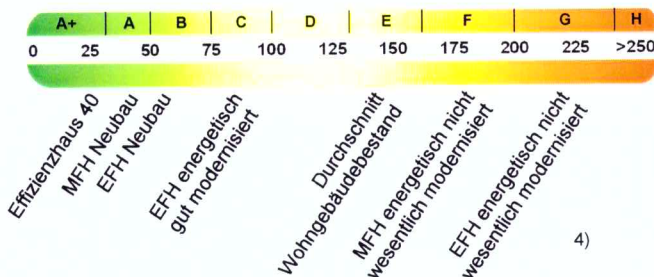 A+ A B C D E F G H
0 25 50 75 100 125 150 175 200 225 >250
Effizienzhaus 40
MFH Neubau
EFH Neubau
EFH energetisch
gut modernisiert
Durchschnitt
Wohngebäudebestand
MFH energetisch nicht
wesentlich modernisiert
EFH energetisch nicht
wesentlich modernisiert
4)